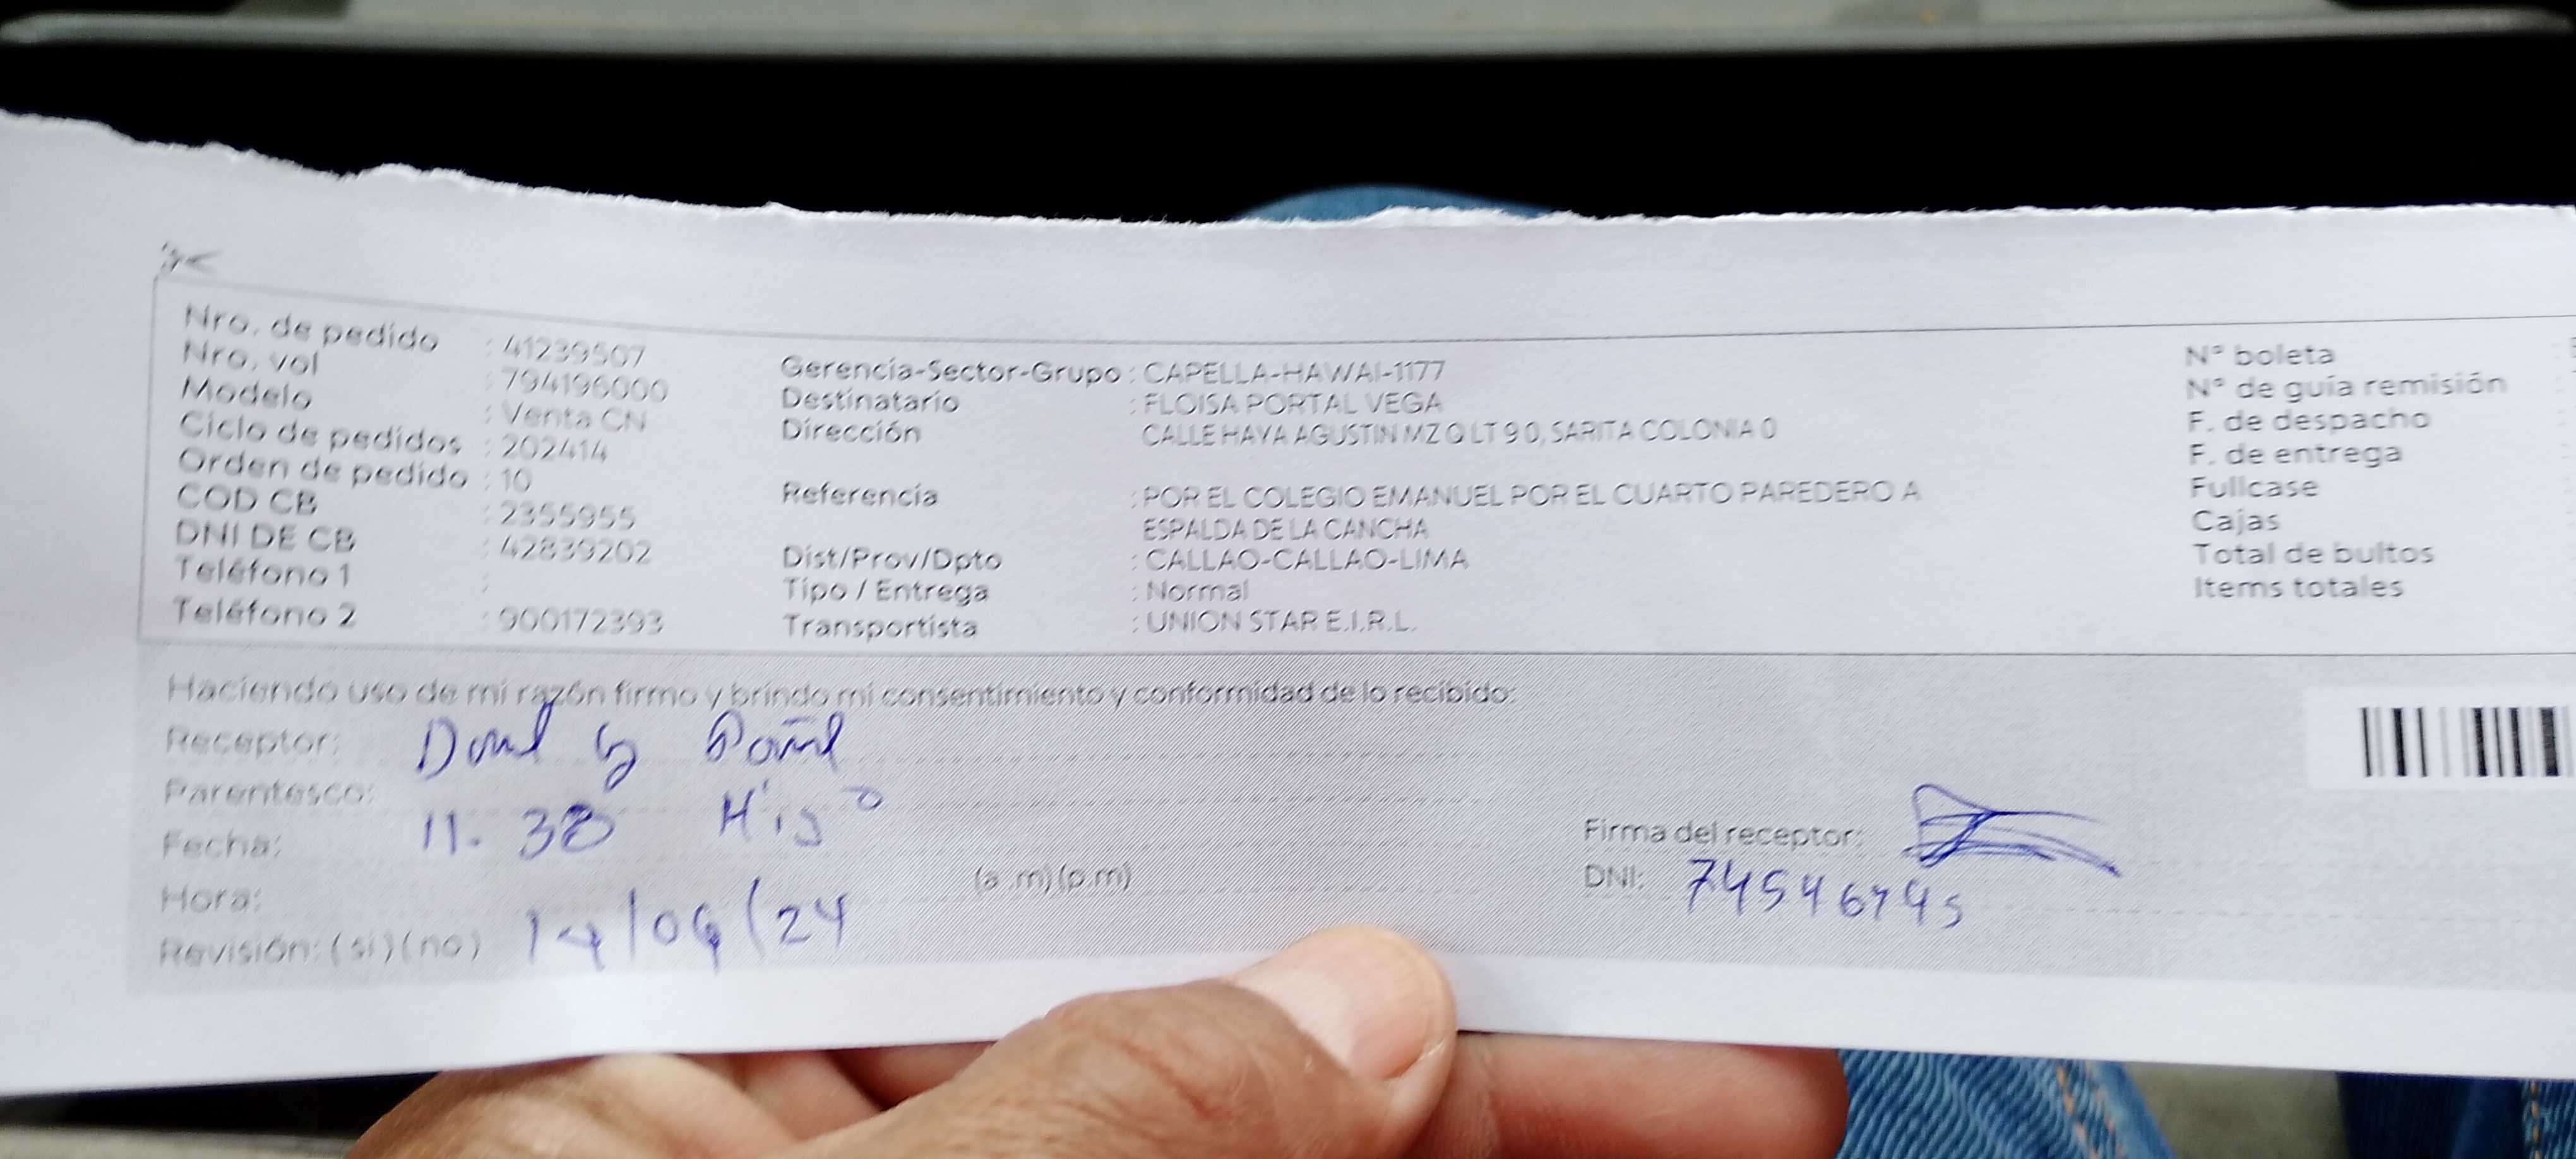 Nro. de pedido : 41239507
Nro. vol : 794196000
Modelo : Venta CN
Ciclo de pedidos : 202414
Orden de pedido : 10
COD CB : 2355955
DNI DE CB : 42839202
Teléfono 1 :
Teléfono 2 : 900172393
Gerencia-Sector-Grupo : CAPELLA-HAWAI-1177
Destinatario : FLOISA PORTAL VEGA
Dirección CALLE HAYA AGUSTIN MZ Q LT 9 0, SARITA COLONIA 0
Referencia : POR EL COLEGIO EMANUEL POR EL CUARTO PAREDERO A
ESPALDA DE LA CANCHA
Dist/Prov/Dpto : CALLAO-CALLAO-LIMA
Tipo / Entrega : Normal
Transportista : UNION STAR E.I.R.L.
N° boleta
N° de guía remisión
F. de despacho
F. de entrega
Fullcase
Cajas
Total de bultos
Items totales
Haciendo uso de mi razón firmo y brindo mi consentimiento y conformidad de lo recibido:
Receptor:
Parentesco: Hijo
Fecha: 11.38
Hora: (a.m)(p.m)
Revisión: (si)(no) 14/09/24
Firma del receptor:
DNI: